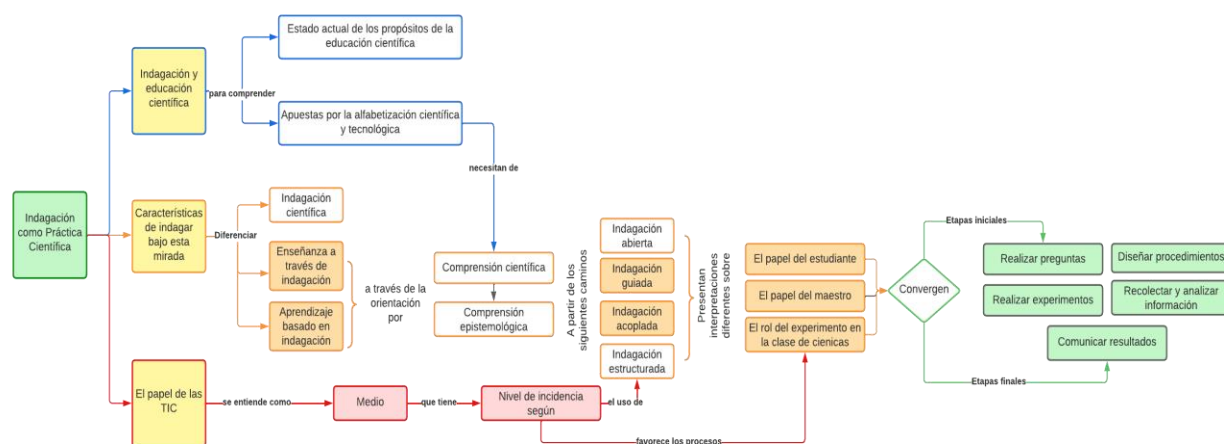 Indagación
como Práctica
Científica
Indagación y
educación
científica
para comprender
Estado actual de los propósitos de la
educación científica
Apuestas por la alfabetización científica
y tecnológica
necesitan de
Características
de indagar bajo esta
mirada
Diferenciar
Indagación
científica
Enseñanza a
través de
indagación
Aprendizaje
basado en
indagación
a través de la
orientación
por
Comprensión científica
Comprensión
epistemológica
A partir de los
siguientes caminos
Indagación
abierta
Indagación
guiada
Indagación
acoplada
Indagación
estructurada
Presentan
interpretaciones
diferentes sobre
El papel del estudiante
El papel del maestro
El rol del experimento en
la clase de cienicas
Convergen
Etapas iniciales
Realizar preguntas
Diseñar procedimientos
Realizar experimentos
Recolectar y analizar
información
Comunicar resultados
Etapas finales
El papel de las
TIC
se entiende como
Medio
que tiene
Nivel de incidencia
según
el uso de
favorece los procesos